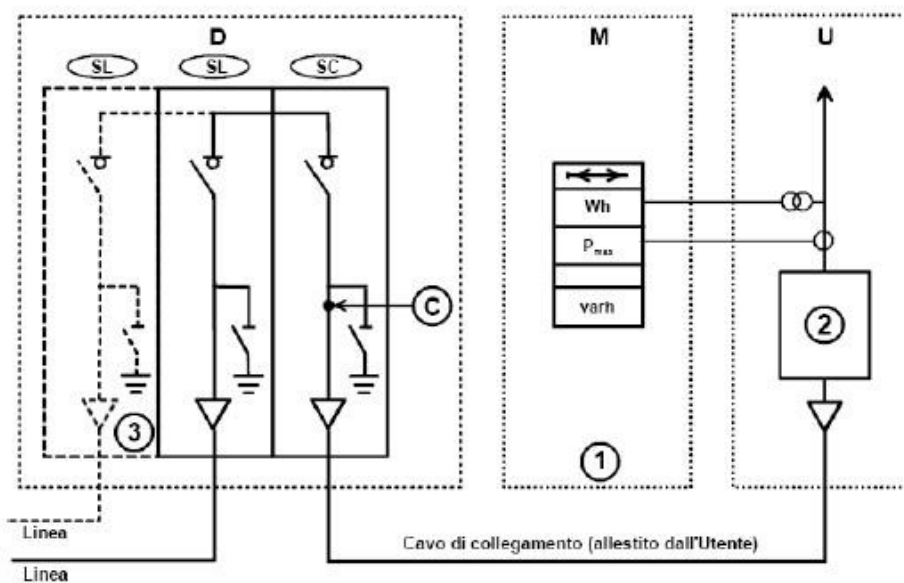 D
M
U
SL
SL
SC
Wh
Pmax
varh
C
2
3
1
Linea
Cavo di collegamento (allestito dall'Utente)
Linea